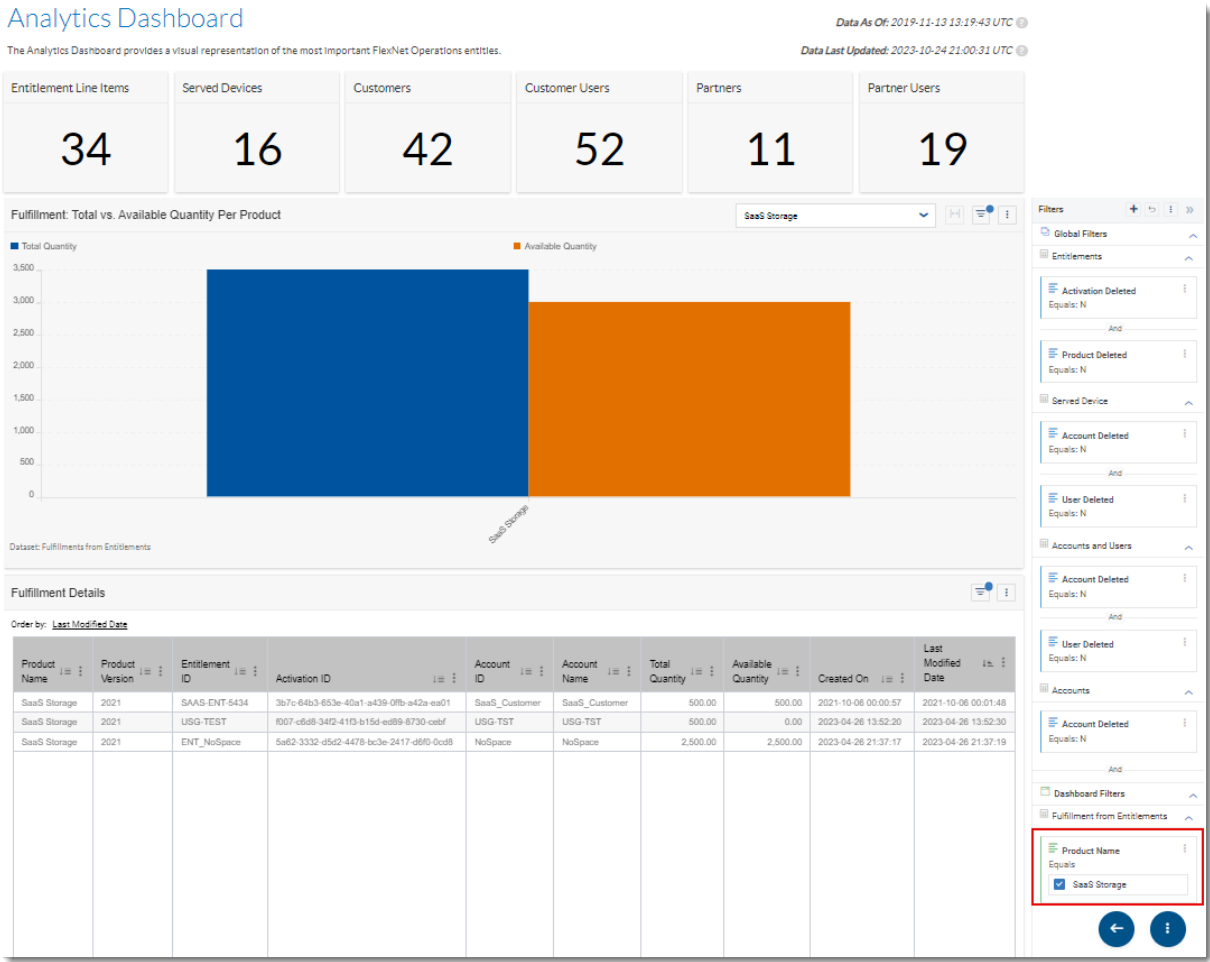 Analytics Dashboard
Data As Of: 2019-11-13 13:19:43 UTC
The Analytics Dashboard provides a visual representation of the most important FlexNet Operations entities.
Data Last Updated: 2023-10-24 21:00:31 UTC
Entitlement Line Items
34
Served Devices
16
Customers
42
Customer Users
52
Partners
11
Partner Users
19
Fulfillment: Total vs. Available Quantity Per Product
SaaS Storage
Total Quantity
Available Quantity
3,500
3,000
2,500
2,000
1,500
1,000
500
0
SaaS Storage
Dataset: Fulfillments from Entitlements
Fulfillment Details
Order by: Last Modified Date
Product Name Product Version Entitlement ID Activation ID Account ID Account Name Total Quantity Available Quantity Created On Last Modified Date
SaaS Storage 2021 SAAS-ENT-5434 3b7c-64b3-653e-40a1-a439-0ffb-a42a-ea01 SaaS_Customer SaaS_Customer 500.00 500.00 2021-10-06 00:00:57 2021-10-06 00:01:48
SaaS Storage 2021 USG-TEST f007-c6d8-34f2-41f3-b15d-ed89-8730-cebf USG-TST USG-TST 500.00 0.00 2023-04-26 13:52:20 2023-04-26 13:52:30
SaaS Storage 2021 ENT_NoSpace 5a62-3332-d5d2-4478-bc3e-2417-d6f0-0cd8 NoSpace NoSpace 2,500.00 2,500.00 2023-04-26 21:37:17 2023-04-26 21:37:19
Filters
Global Filters
Entitlements
Activation Deleted
Equals: N
And
Product Deleted
Equals: N
Served Device
Account Deleted
Equals: N
And
User Deleted
Equals: N
Accounts and Users
Account Deleted
Equals: N
And
User Deleted
Equals: N
Accounts
Account Deleted
Equals: N
And
Dashboard Filters
Fulfillment from Entitlements
Product Name
Equals
SaaS Storage